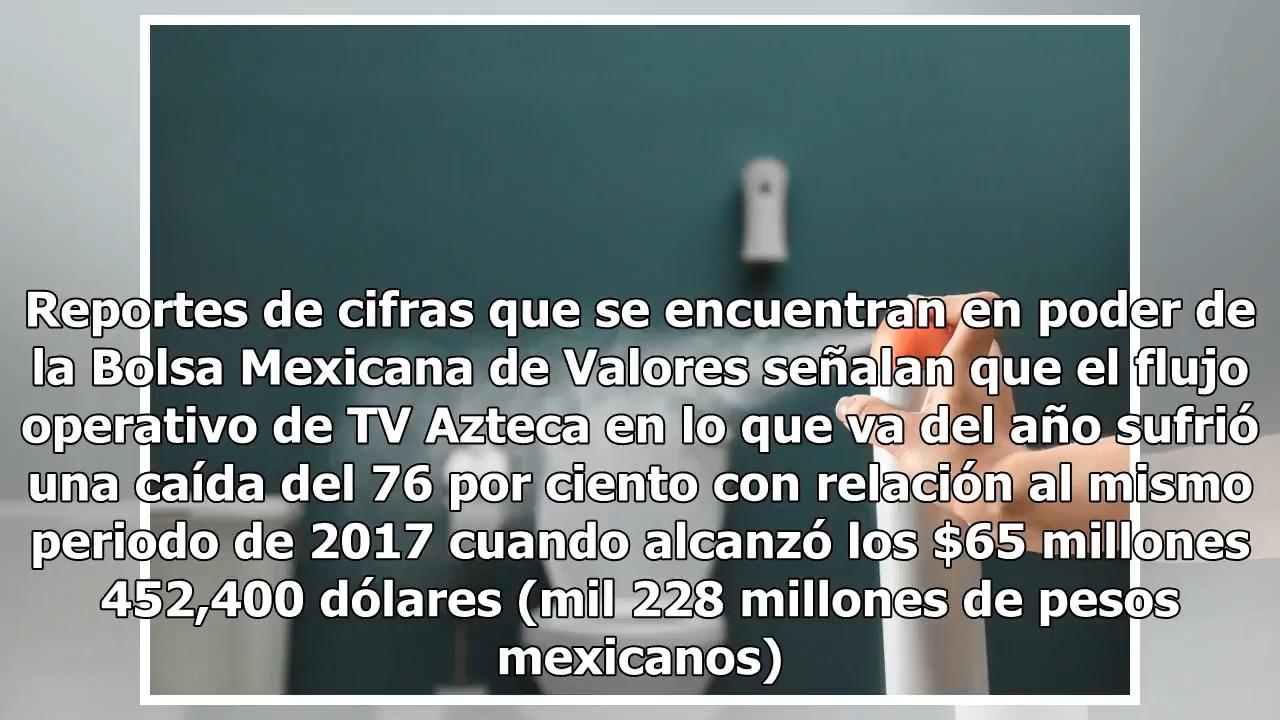 Reportes de cifras que se encuentran en poder de
la Bolsa Mexicana de Valores señalan que el flujo
operativo de TV Azteca en lo que va del año sufrió
una caída del 76 por ciento con relación al mismo
periodo de 2017 cuando alcanzó los $65 millones
452,400 dólares (mil 228 millones de pesos
mexicanos)